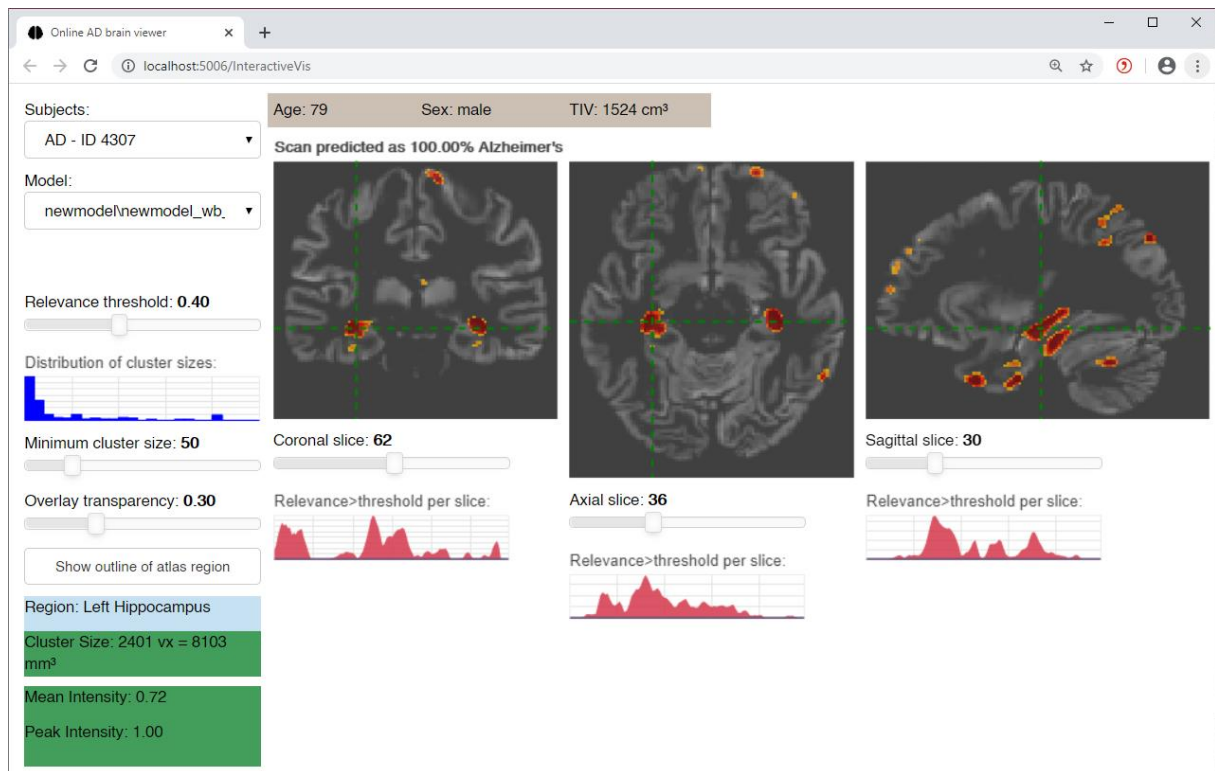 Online AD brain viewer
localhost:5006/InteractiveVis
Subjects:
AD - ID 4307
Model:
newmodel\newmodel_wb_
Relevance threshold: 0.40
Distribution of cluster sizes:
Minimum cluster size: 50
Overlay transparency: 0.30
Show outline of atlas region
Region: Left Hippocampus
Cluster Size: 2401 vx = 8103
mm³
Mean Intensity: 0.72
Peak Intensity: 1.00
Age: 79 Sex: male TIV: 1524 cm³
Scan predicted as 100.00% Alzheimer's
Coronal slice: 62
Relevance>threshold per slice:
Axial slice: 36
Relevance>threshold per slice:
Sagittal slice: 30
Relevance>threshold per slice: